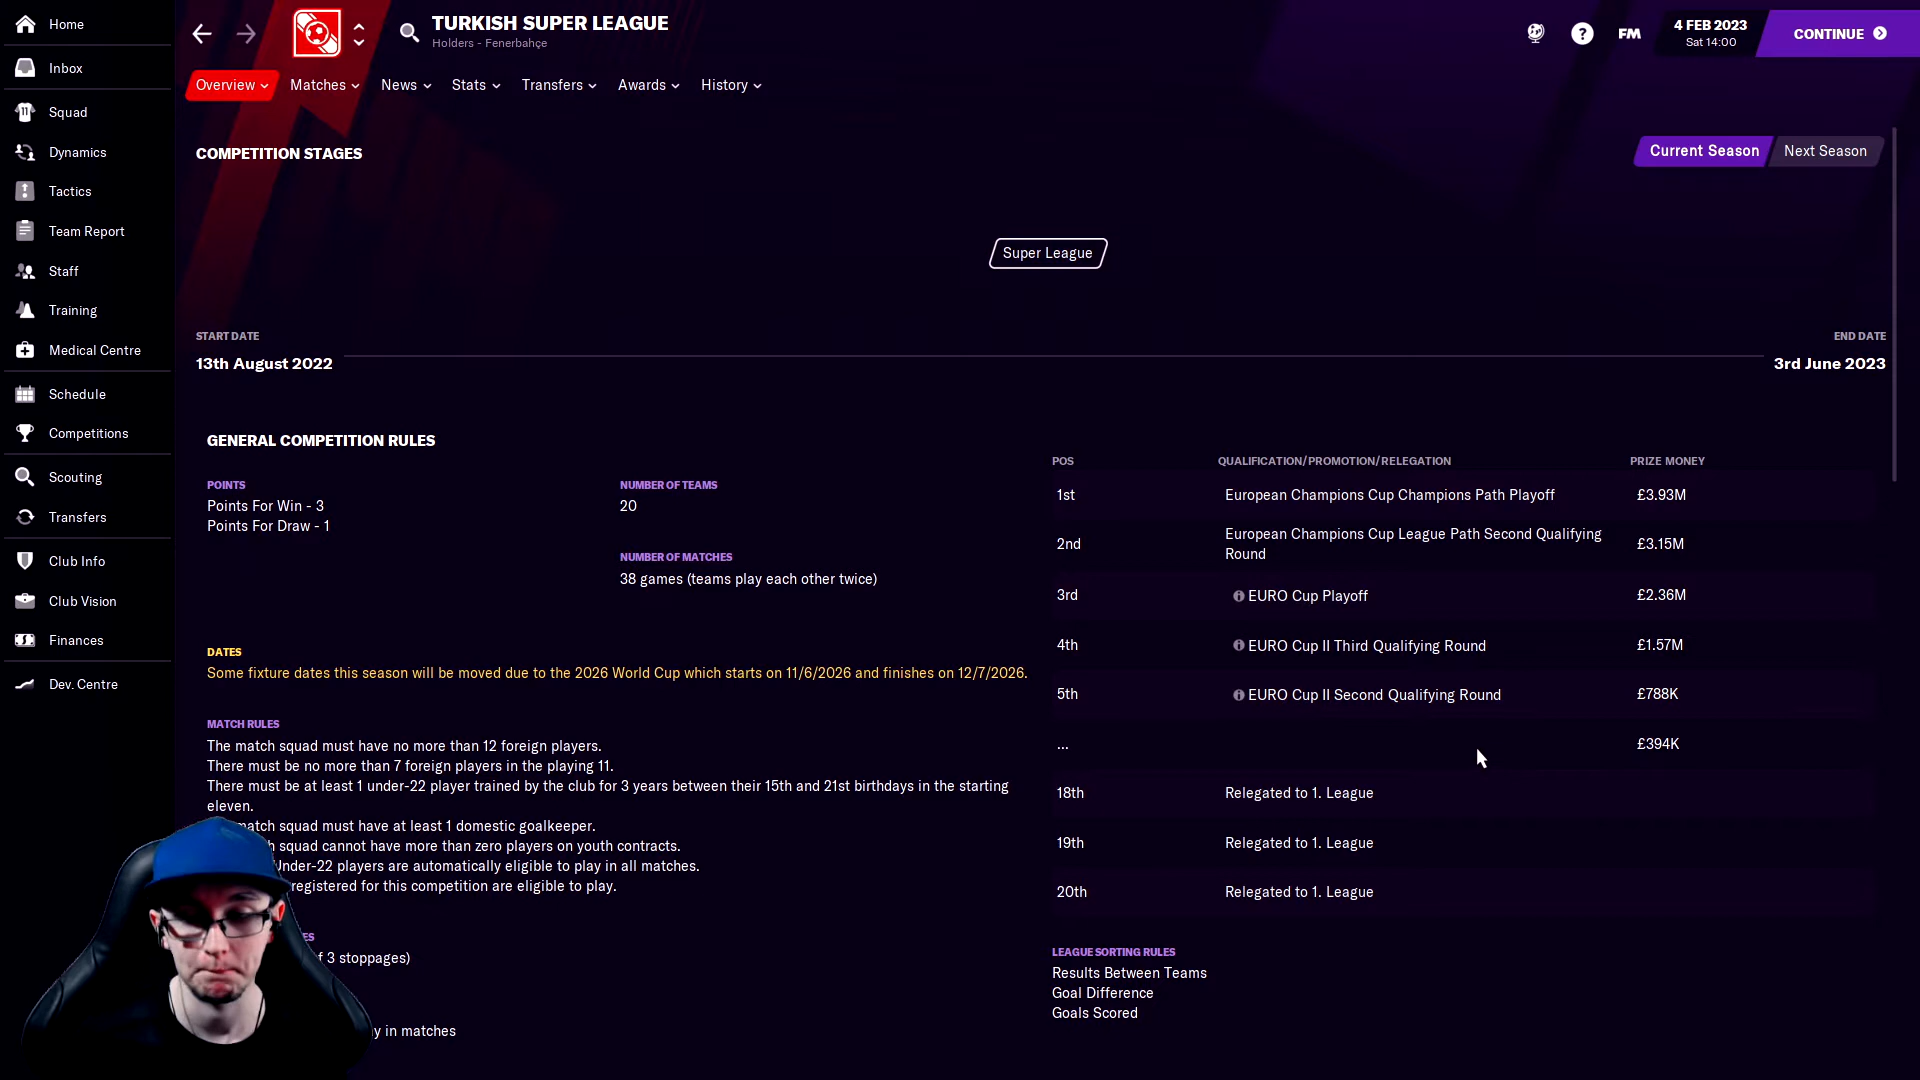 Home
Inbox
Squad
Dynamics
Tactics
Team Report
Staff
Training
Medical Centre
Schedule
Competitions
Scouting
Transfers
Club Info
Club Vision
Finances
Dev. Centre
TURKISH SUPER LEAGUE
Holders - Fenerbahçe
FM
4 FEB 2023
Sat 14:00
CONTINUE
Overview
Matches
News
Stats
Transfers
Awards
History
COMPETITION STAGES
Current Season
Next Season
Super League
START DATE
13th August 2022
END DATE
3rd June 2023
GENERAL COMPETITION RULES
POINTS
Points For Win - 3
Points For Draw - 1
NUMBER OF TEAMS
20
NUMBER OF MATCHES
38 games (teams play each other twice)
DATES
Some fixture dates this season will be moved due to the 2026 World Cup which starts on 11/6/2026 and finishes on 12/7/2026.
MATCH RULES
The match squad must have no more than 12 foreign players.
There must be no more than 7 foreign players in the playing 11.
There must be at least 1 under-22 player trained by the club for 3 years between their 15th and 21st birthdays in the starting
eleven.
match squad must have at least 1 domestic goalkeeper.
squad cannot have more than zero players on youth contracts.
Under-22 players are automatically eligible to play in all matches.
registered for this competition are eligible to play.
f 3 stoppages)
in matches
POS QUALIFICATION/PROMOTION/RELEGATION PRIZE MONEY
1st European Champions Cup Champions Path Playoff £3.93M
2nd European Champions Cup League Path Second Qualifying Round £3.15M
3rd EURO Cup Playoff £2.36M
4th EURO Cup II Third Qualifying Round £1.57M
5th EURO Cup II Second Qualifying Round £788K
... £394K
18th Relegated to 1. League
19th Relegated to 1. League
20th Relegated to 1. League
LEAGUE SORTING RULES
Results Between Teams
Goal Difference
Goals Scored